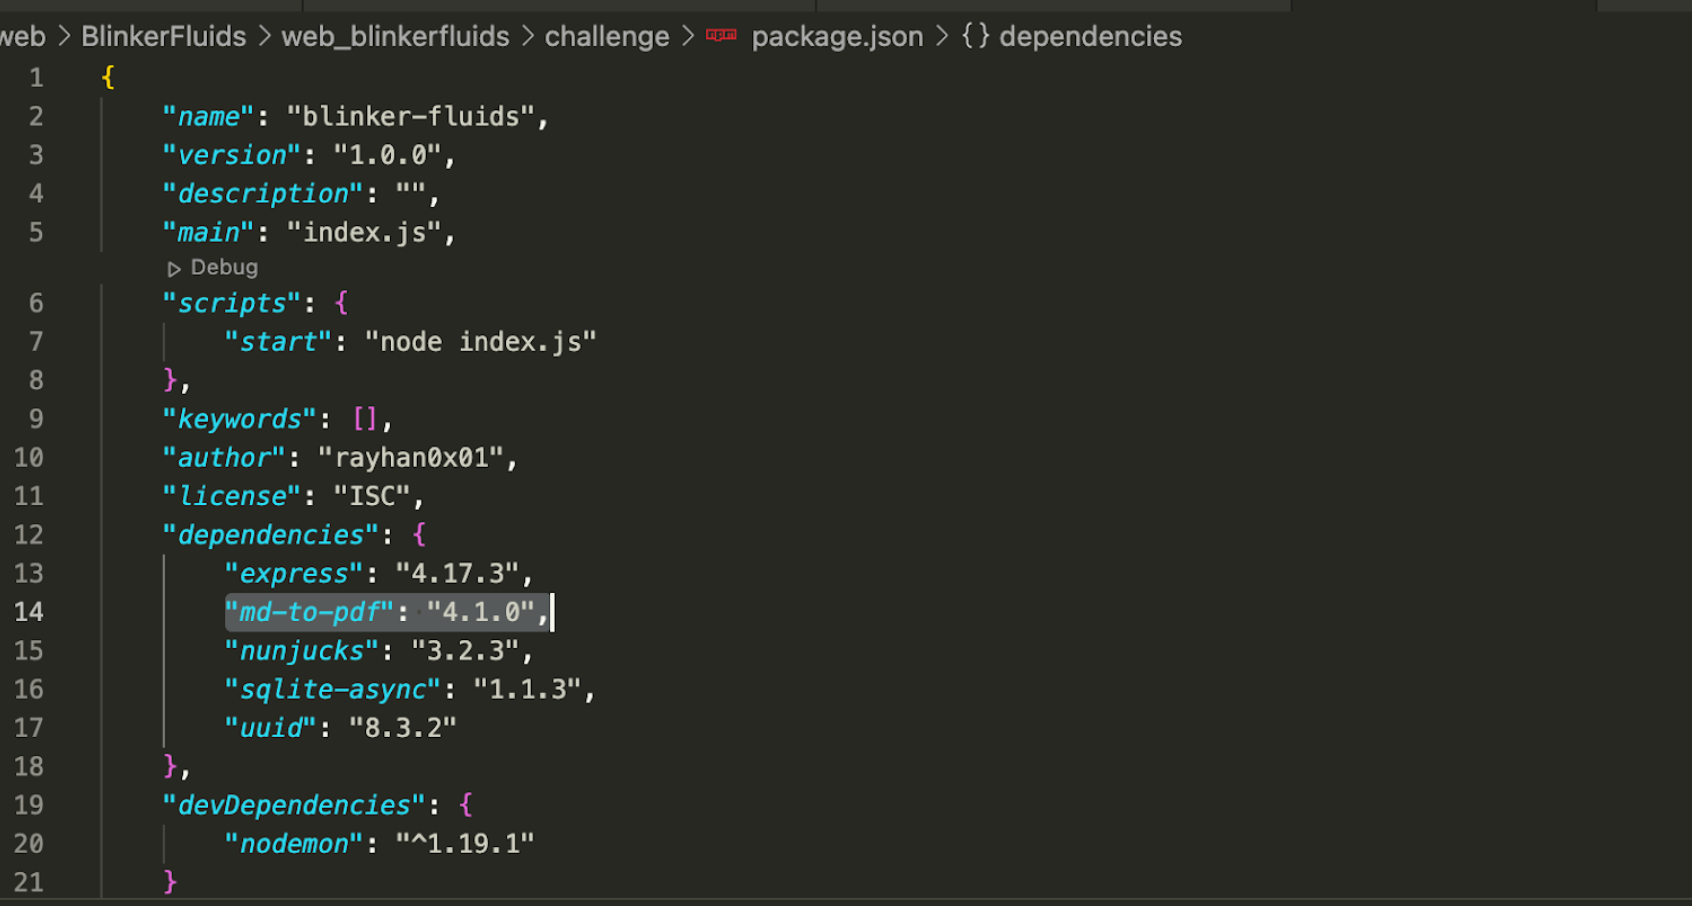 web > BlinkerFluids > web_blinkerfluids > challenge > package.json > {} dependencies
1 {
2 "name": "blinker-fluids",
3 "version": "1.0.0",
4 "description": "",
5 "main": "index.js",
Debug
6 "scripts": {
7 "start": "node index.js"
8 },
9 "keywords": [],
10 "author": "rayhan0x01",
11 "license": "ISC",
12 "dependencies": {
13 "express": "4.17.3",
14 "md-to-pdf": "4.1.0",
15 "nunjucks": "3.2.3",
16 "sqlite-async": "1.1.3",
17 "uuid": "8.3.2"
18 },
19 "devDependencies": {
20 "nodemon": "^1.19.1"
21 }